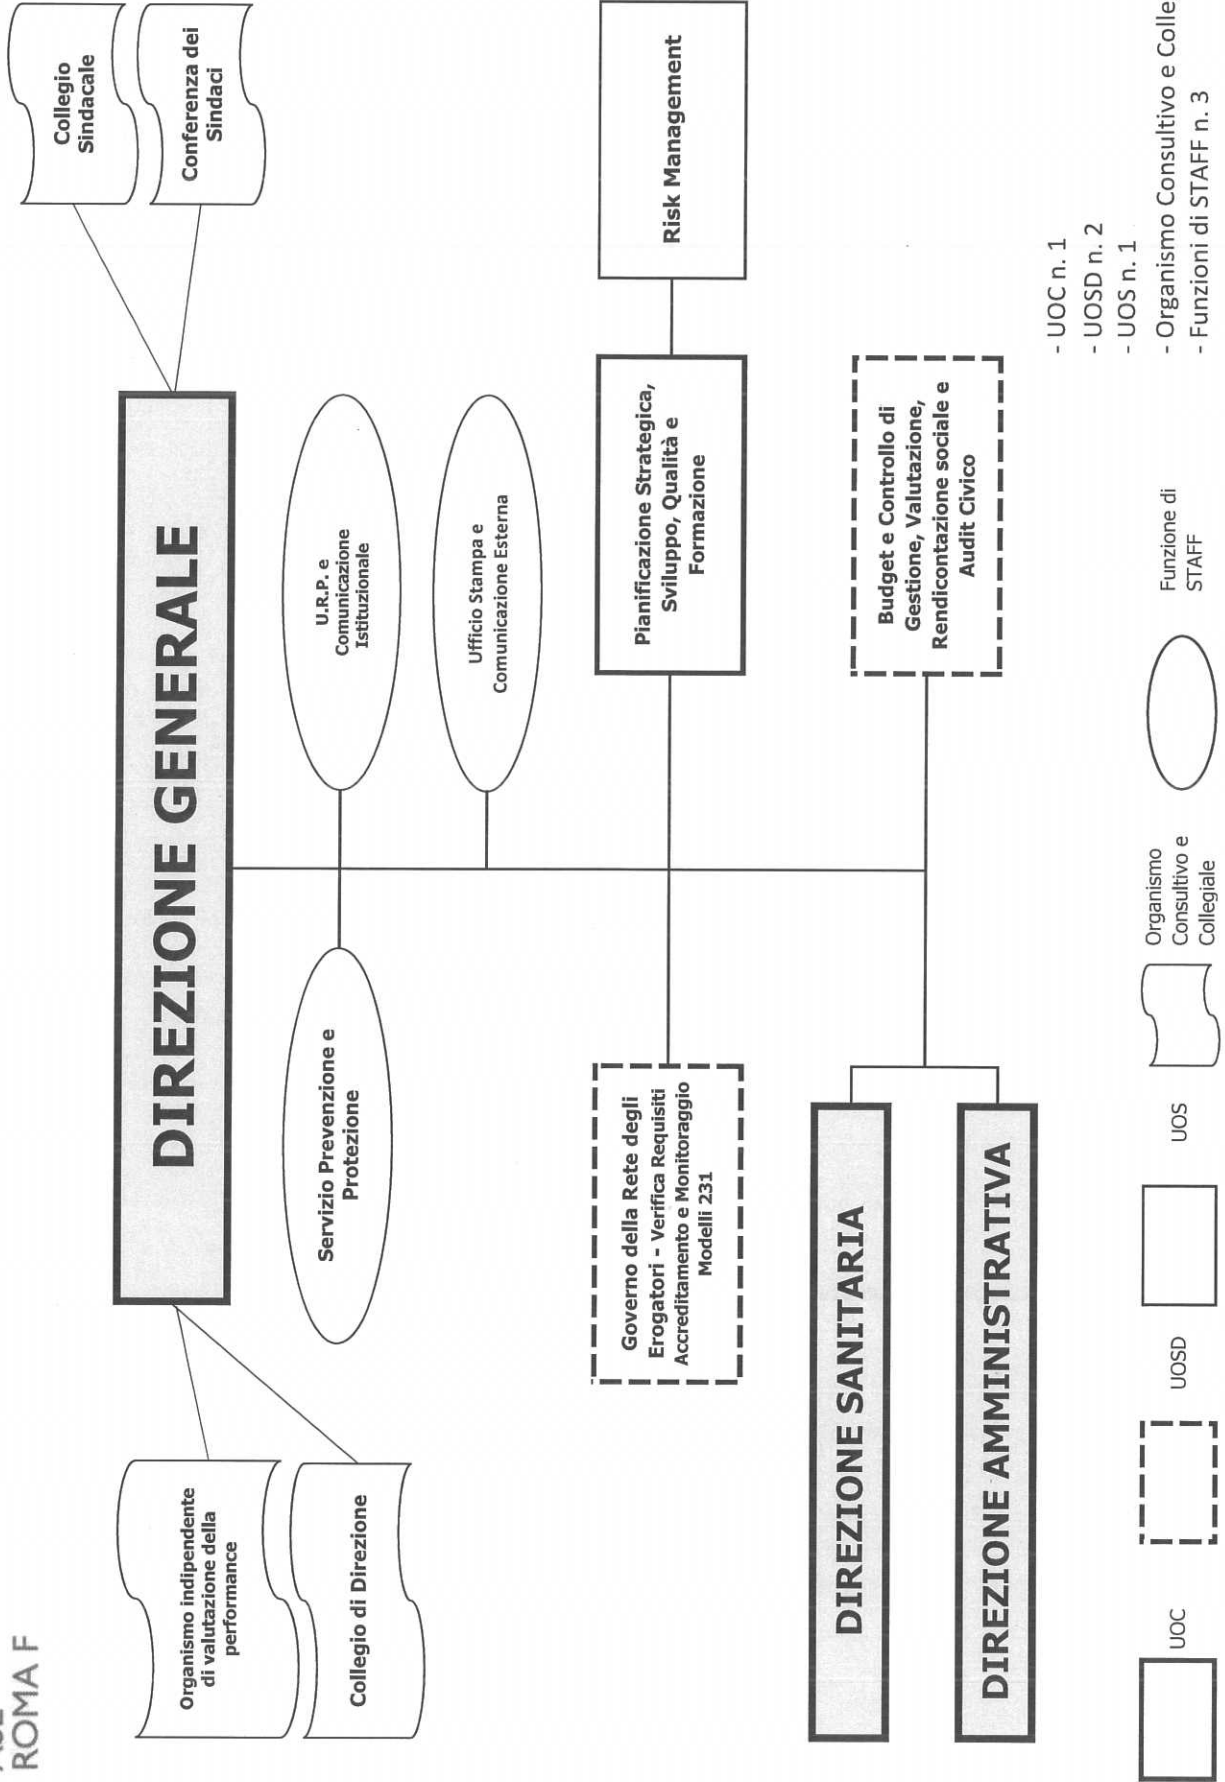 ROMA F
Collegio
Sindacale
Conferenza dei
Sindaci
DIREZIONE GENERALE
Organismo indipendente
di valutazione della
performance
Collegio di Direzione
Servizio Prevenzione e
Protezione
U.R.P. e
Comunicazione
Istituzionale
Ufficio Stampa e
Comunicazione Esterna
Governo della Rete degli
Erogatori - Verifica Requisiti
Accreditamento e Monitoraggio
Modelli 231
Pianificazione Strategica,
Sviluppo, Qualità e
Formazione
Risk Management
DIREZIONE SANITARIA
DIREZIONE AMMINISTRATIVA
Budget e Controllo di
Gestione, Valutazione,
Rendicontazione sociale e
Audit Civico
- UOC n. 1
- UOSD n. 2
- UOS n. 1
- Organismo Consultivo e Colle
- Funzioni di STAFF n. 3
UOC
UOSD
UOS
Organismo
Consultivo e
Collegiale
Funzione di
STAFF